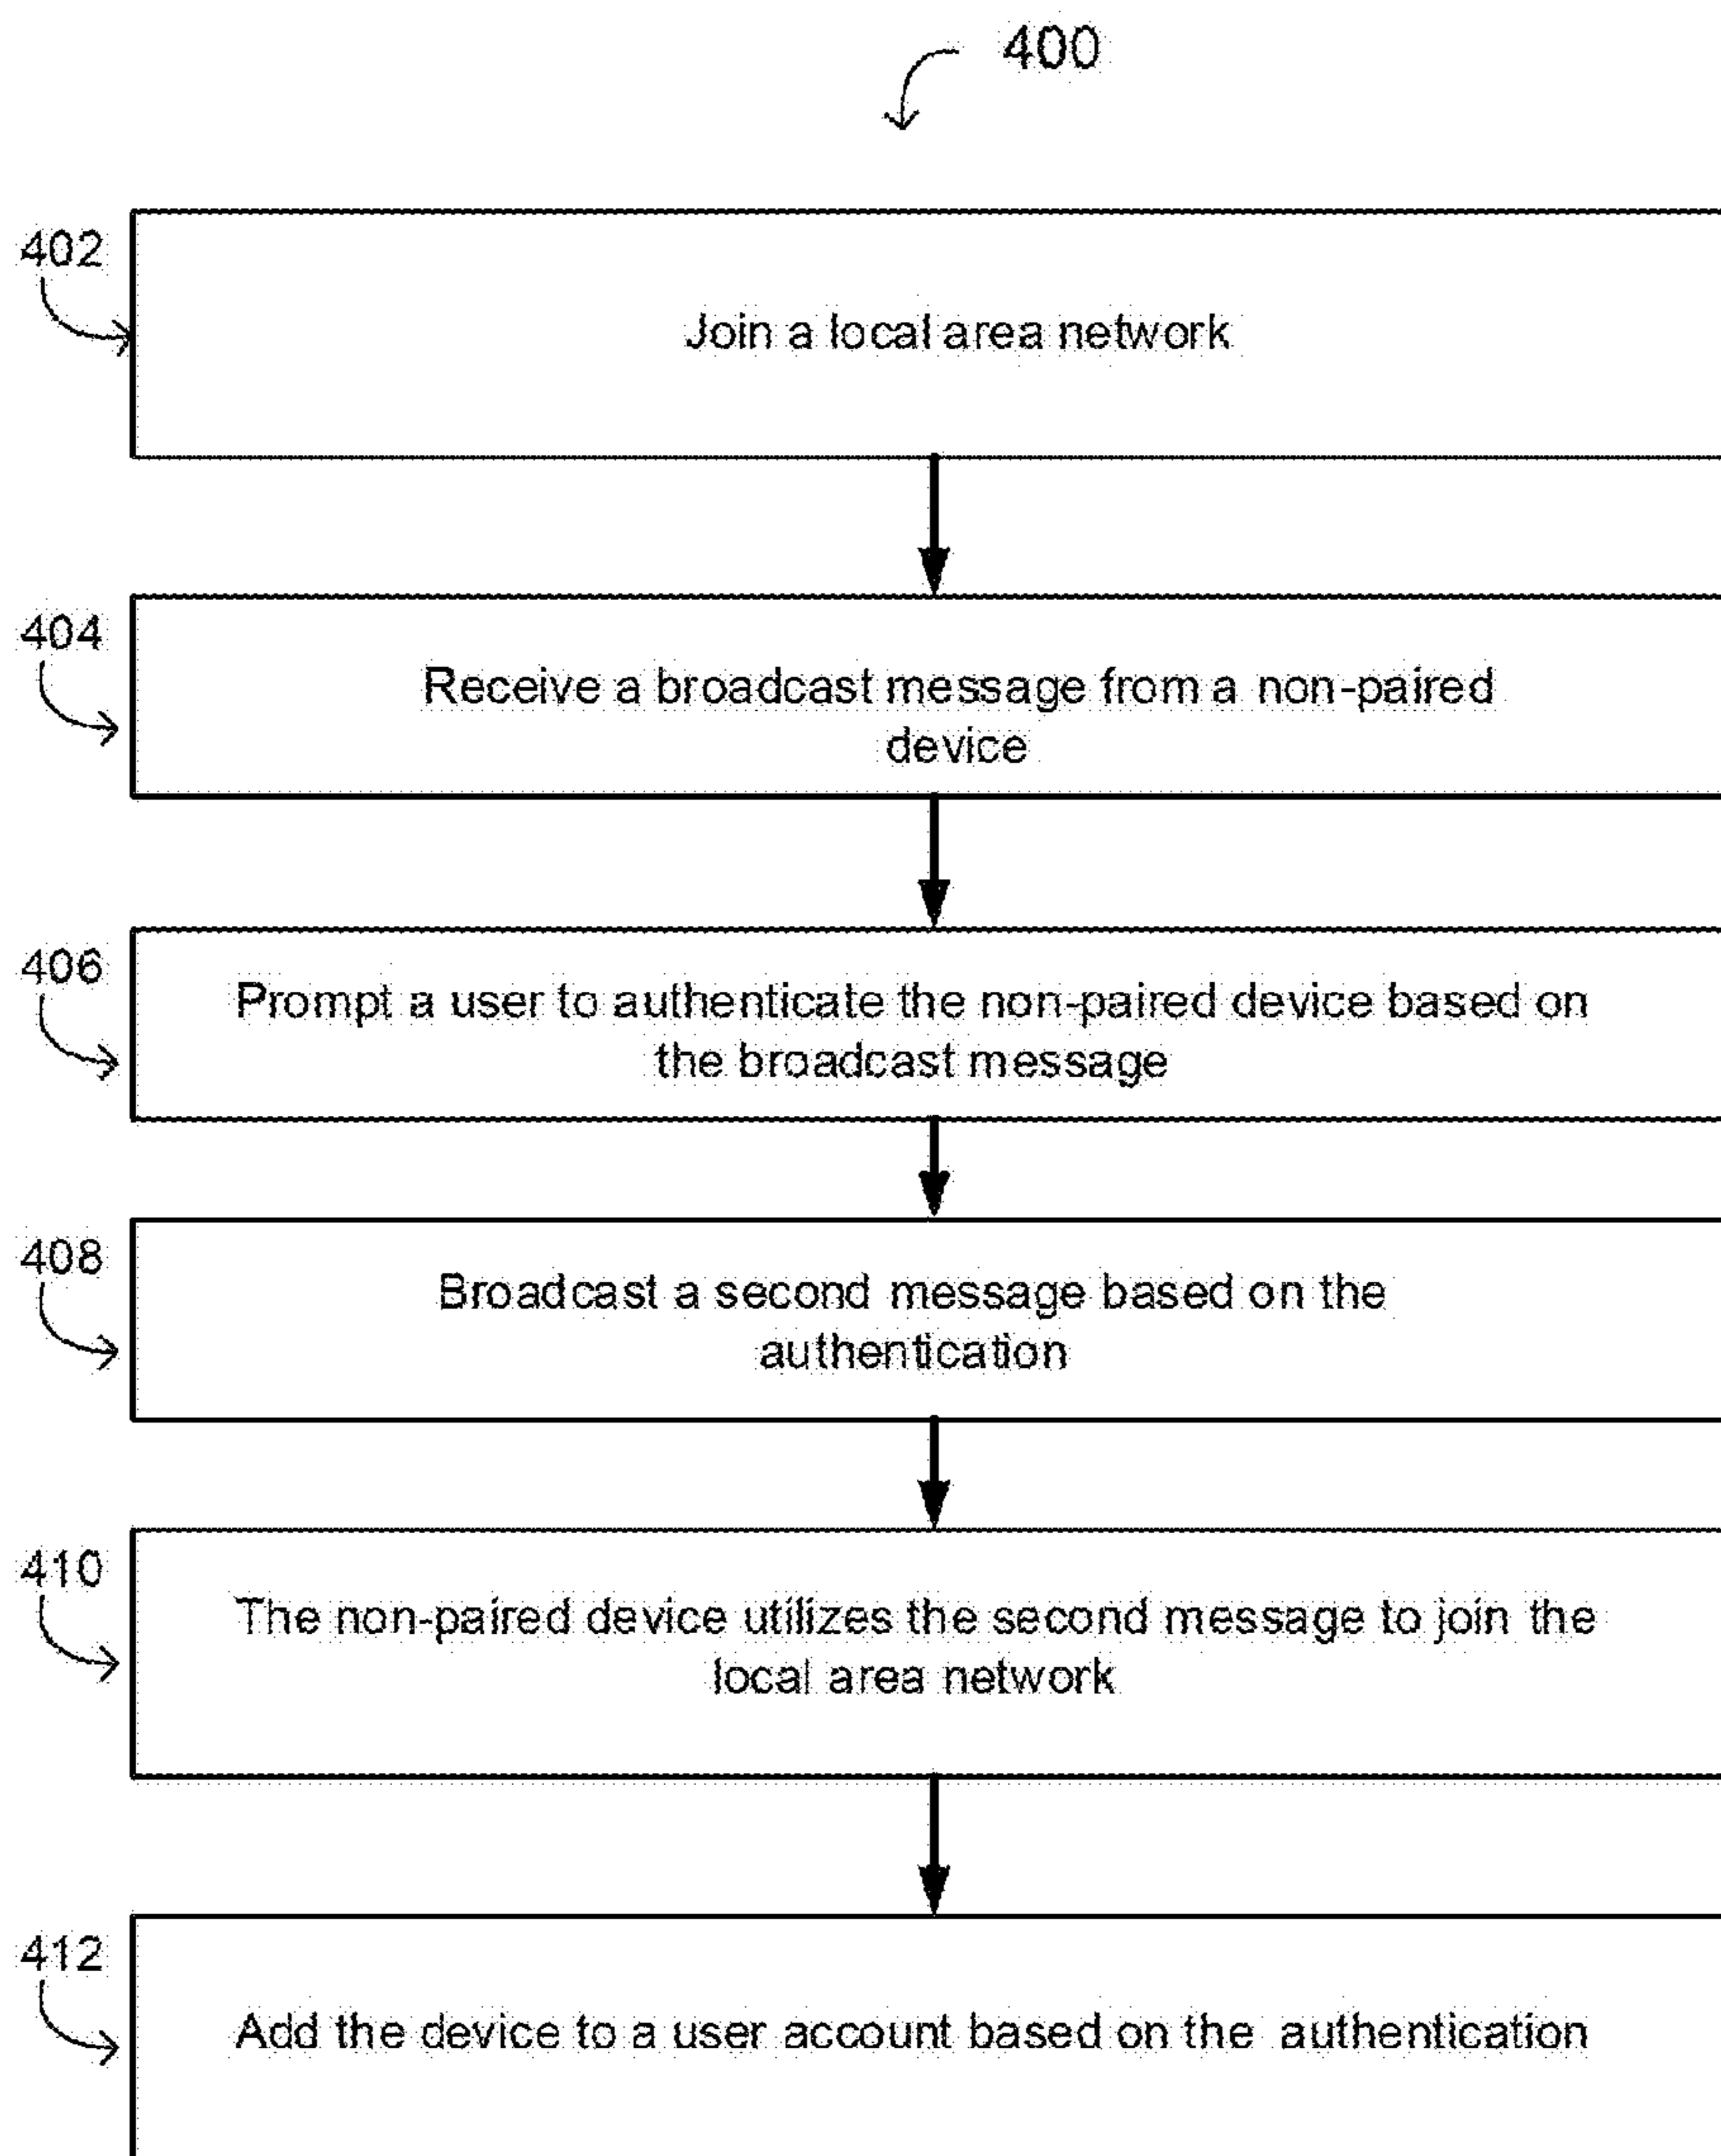 400
402
Join a local area network
404
Receive a broadcast message from a non-paired
device
406
Prompt a user to authenticate the non-paired device based on
the broadcast message
408
Broadcast a second message based on the
authentication
410
The non-paired device utilizes the second message to join the
local area network
412
Add the device to a user account based on the authentication